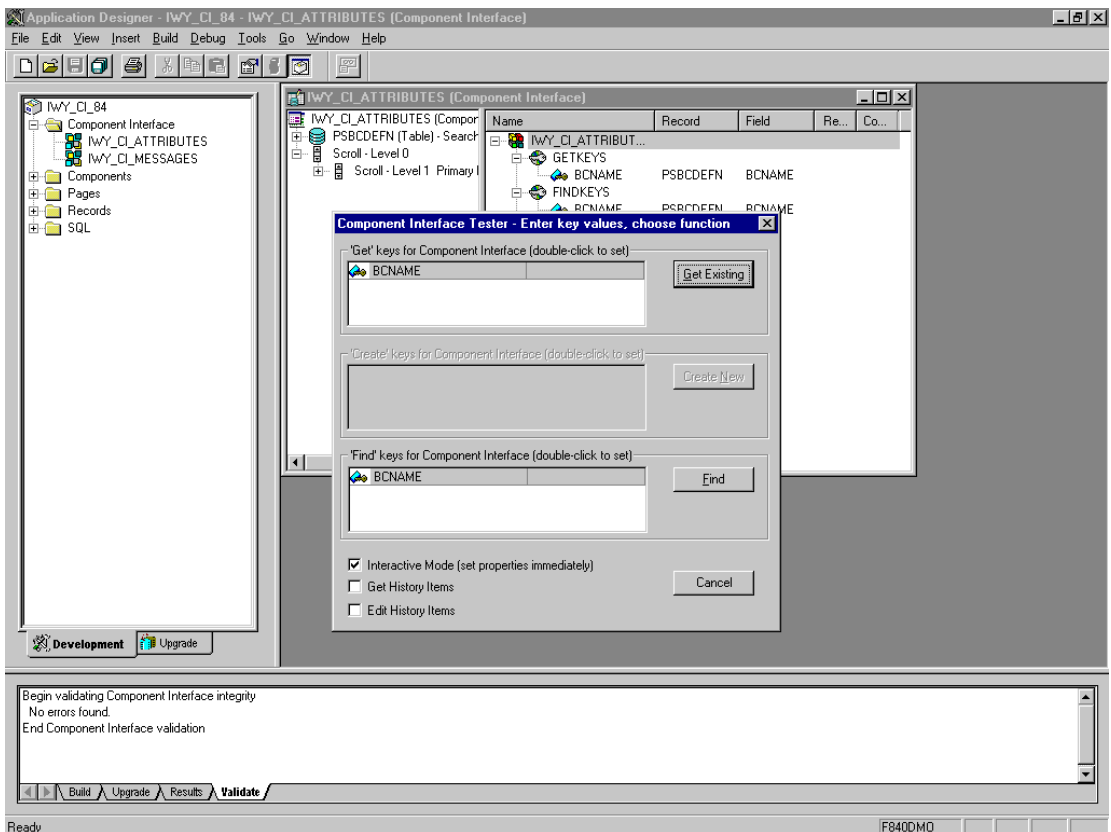 Application Designer - IWY_CI_84 - IWY_CI_ATTRIBUTES (Component Interface)
File Edit View Insert Build Debug Tools Go Window Help
IWY_CI_84
Component Interface
IWY_CI_ATTRIBUTES
IWY_CI_MESSAGES
Components
Pages
Records
SQL
Development
Upgrade
IWY_CI_ATTRIBUTES (Component Interface)
IWY_CI_ATTRIBUTES (Compor
PSBCDEFN (Table) - Search
Scroll - Level 0
Scroll - Level 1 Primary
Name Record Field Re... Co...
IWY_CI_ATTRIBUT...
GETKEYS
BCNAME PSBCDEFN BCNAME
FINDKEYS
BCNAME PSBCDEFN BCNAME
Component Interface Tester - Enter key values, choose function
'Get' keys for Component Interface (double-click to set)
BCNAME
Get Existing
'Create' keys for Component Interface (double-click to set)
Create New
'Find' keys for Component Interface (double-click to set)
BCNAME
Find
Interactive Mode (set properties immediately)
Get History Items
Edit History Items
Cancel
Begin validating Component Interface integrity
No errors found.
End Component Interface validation
Build Upgrade Results Validate
Ready
F840DMO